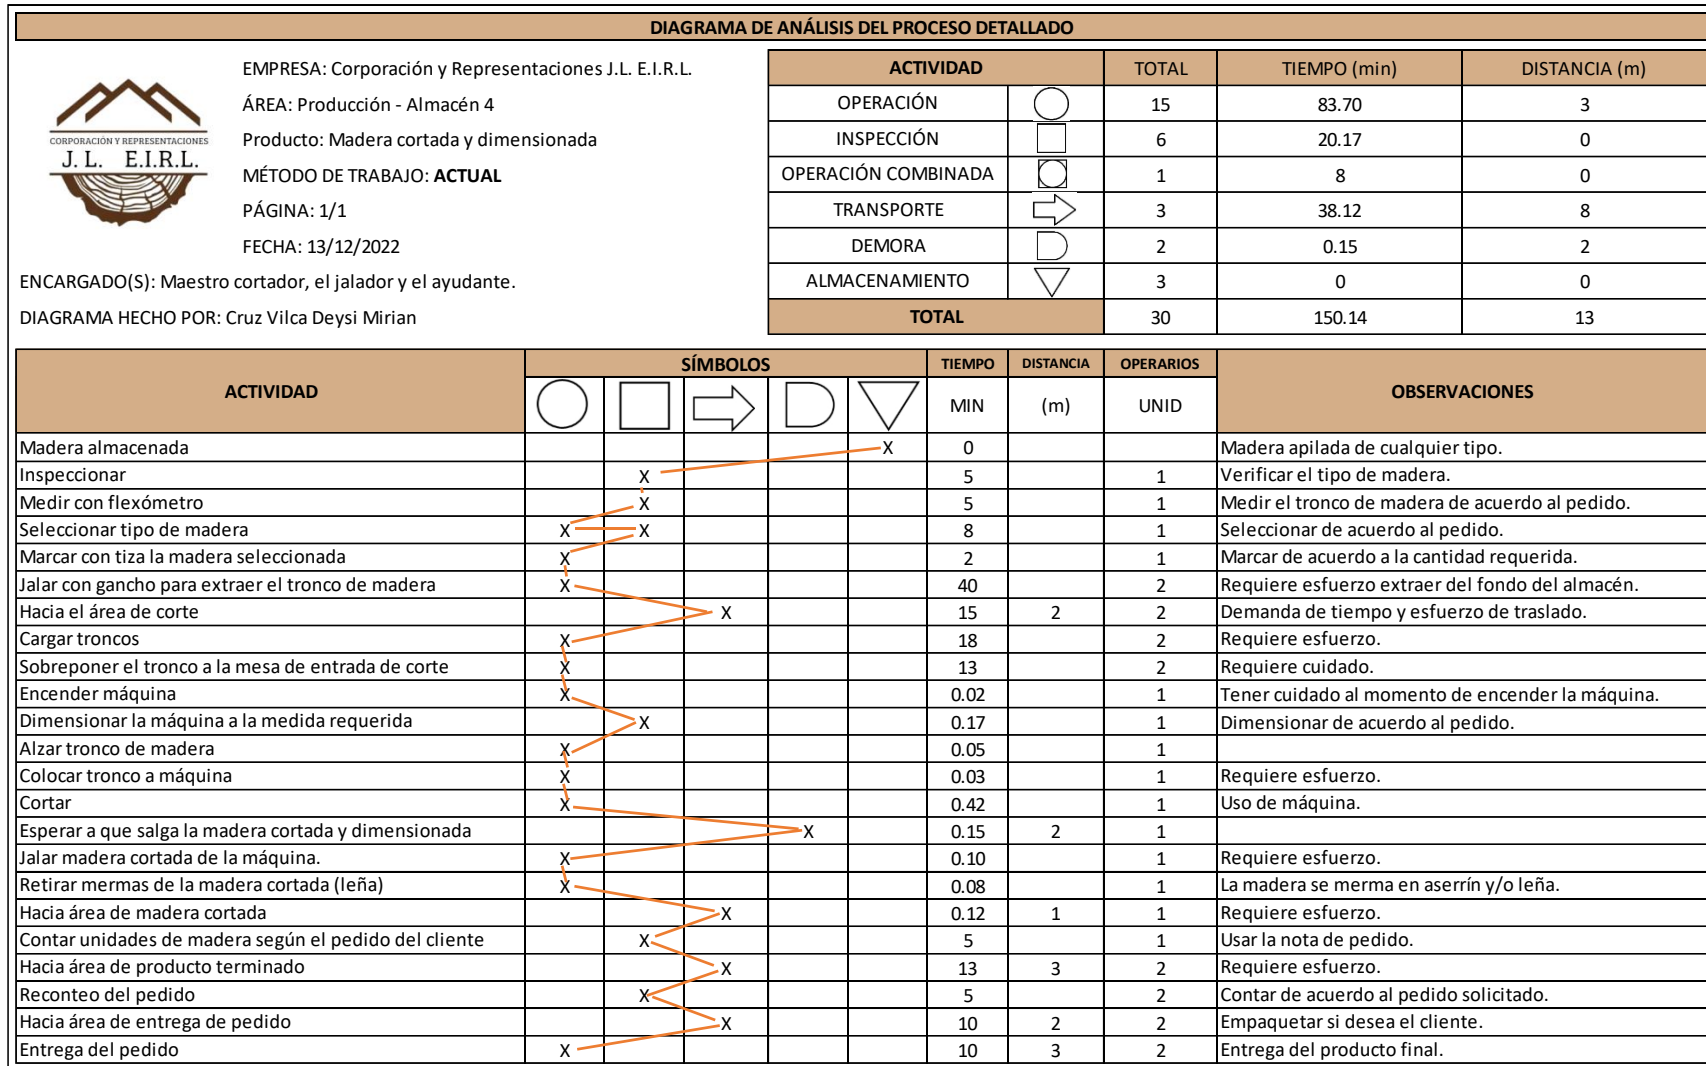 DIAGRAMA DE ANÁLISIS DEL PROCESO DETALLADO
CORPORACIÓN Y REPRESENTACIONES
J. L. E.I.R.L.
EMPRESA: Corporación y Representaciones J.L. E.I.R.L.
ÁREA: Producción - Almacén 4
Producto: Madera cortada y dimensionada
MÉTODO DE TRABAJO: ACTUAL
PÁGINA: 1/1
FECHA: 13/12/2022
ENCARGADO(S): Maestro cortador, el jalador y el ayudante.
DIAGRAMA HECHO POR: Cruz Vilca Deysi Mirian
ACTIVIDAD TOTAL TIEMPO (min) DISTANCIA (m)
OPERACIÓN 15 83.70 3
INSPECCIÓN 6 20.17 0
OPERACIÓN COMBINADA 1 8 0
TRANSPORTE 3 38.12 8
DEMORA 2 0.15 2
ALMACENAMIENTO 3 0 0
TOTAL 30 150.14 13
ACTIVIDAD SÍMBOLOS TIEMPO DISTANCIA OPERARIOS OBSERVACIONES
MIN (m) UNID
Madera almacenada X 0 Madera apilada de cualquier tipo.
Inspeccionar X 5 1 Verificar el tipo de madera.
Medir con flexómetro X 5 1 Medir el tronco de madera de acuerdo al pedido.
Seleccionar tipo de madera X X 8 1 Seleccionar de acuerdo al pedido.
Marcar con tiza la madera seleccionada X 2 1 Marcar de acuerdo a la cantidad requerida.
Jalar con gancho para extraer el tronco de madera X 40 2 Requiere esfuerzo extraer del fondo del almacén.
Hacia el área de corte X 15 2 2 Demanda de tiempo y esfuerzo de traslado.
Cargar troncos X 18 2 Requiere esfuerzo.
Sobreponer el tronco a la mesa de entrada de corte X 13 2 Requiere cuidado.
Encender máquina X 0.02 1 Tener cuidado al momento de encender la máquina.
Dimensionar la máquina a la medida requerida X 0.17 1 Dimensionar de acuerdo al pedido.
Alzar tronco de madera X 0.05 1
Colocar tronco a máquina X 0.03 1 Requiere esfuerzo.
Cortar X 0.42 1 Uso de máquina.
Esperar a que salga la madera cortada y dimensionada X 0.15 2 1
Jalar madera cortada de la máquina. X 0.10 1 Requiere esfuerzo.
Retirar mermas de la madera cortada (leña) X 0.08 1 La madera se merma en aserrín y/o leña.
Hacia área de madera cortada X 0.12 1 1 Requiere esfuerzo.
Contar unidades de madera según el pedido del cliente X 5 1 Usar la nota de pedido.
Hacia área de producto terminado X 13 3 2 Requiere esfuerzo.
Reconteo del pedido X 5 2 Contar de acuerdo al pedido solicitado.
Hacia área de entrega de pedido X 10 2 2 Empaquetar si desea el cliente.
Entrega del pedido X 10 3 2 Entrega del producto final.